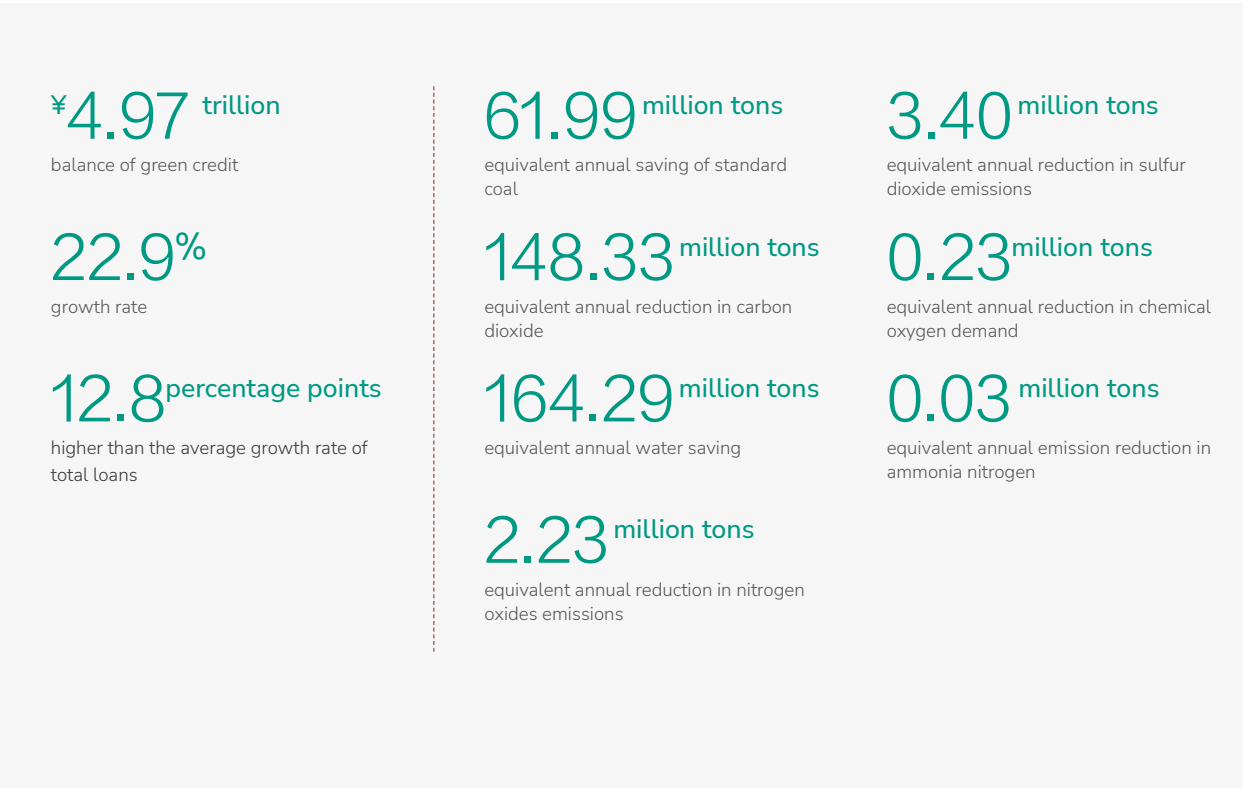 ¥4.97 trillion
balance of green credit
22.9%
growth rate
12.8percentage points
higher than the average growth rate of
total loans
61.99 million tons
equivalent annual saving of standard
coal
148.33 million tons
equivalent annual reduction in carbon
dioxide
164.29 million tons
equivalent annual water saving
2.23 million tons
equivalent annual reduction in nitrogen
oxides emissions
3.40 million tons
equivalent annual reduction in sulfur
dioxide emissions
0.23million tons
equivalent annual reduction in chemical
oxygen demand
0.03 million tons
equivalent annual emission reduction in
ammonia nitrogen